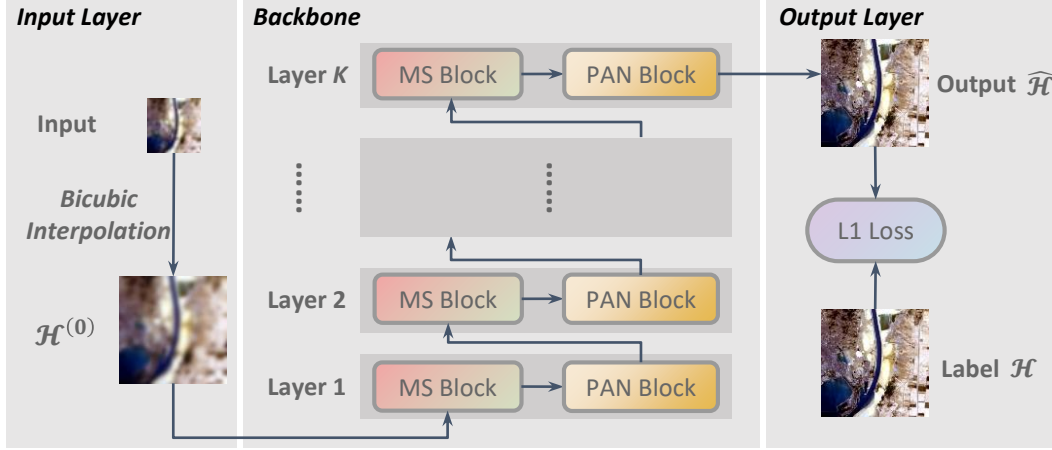 Input Layer
Input
Bicubic
Interpolation
ℋ⁽⁰⁾
Backbone
Layer K
MS Block
PAN Block
Layer 2
MS Block
PAN Block
Layer 1
MS Block
PAN Block
Output Layer
Output ℋ̂
L1 Loss
Label ℋ